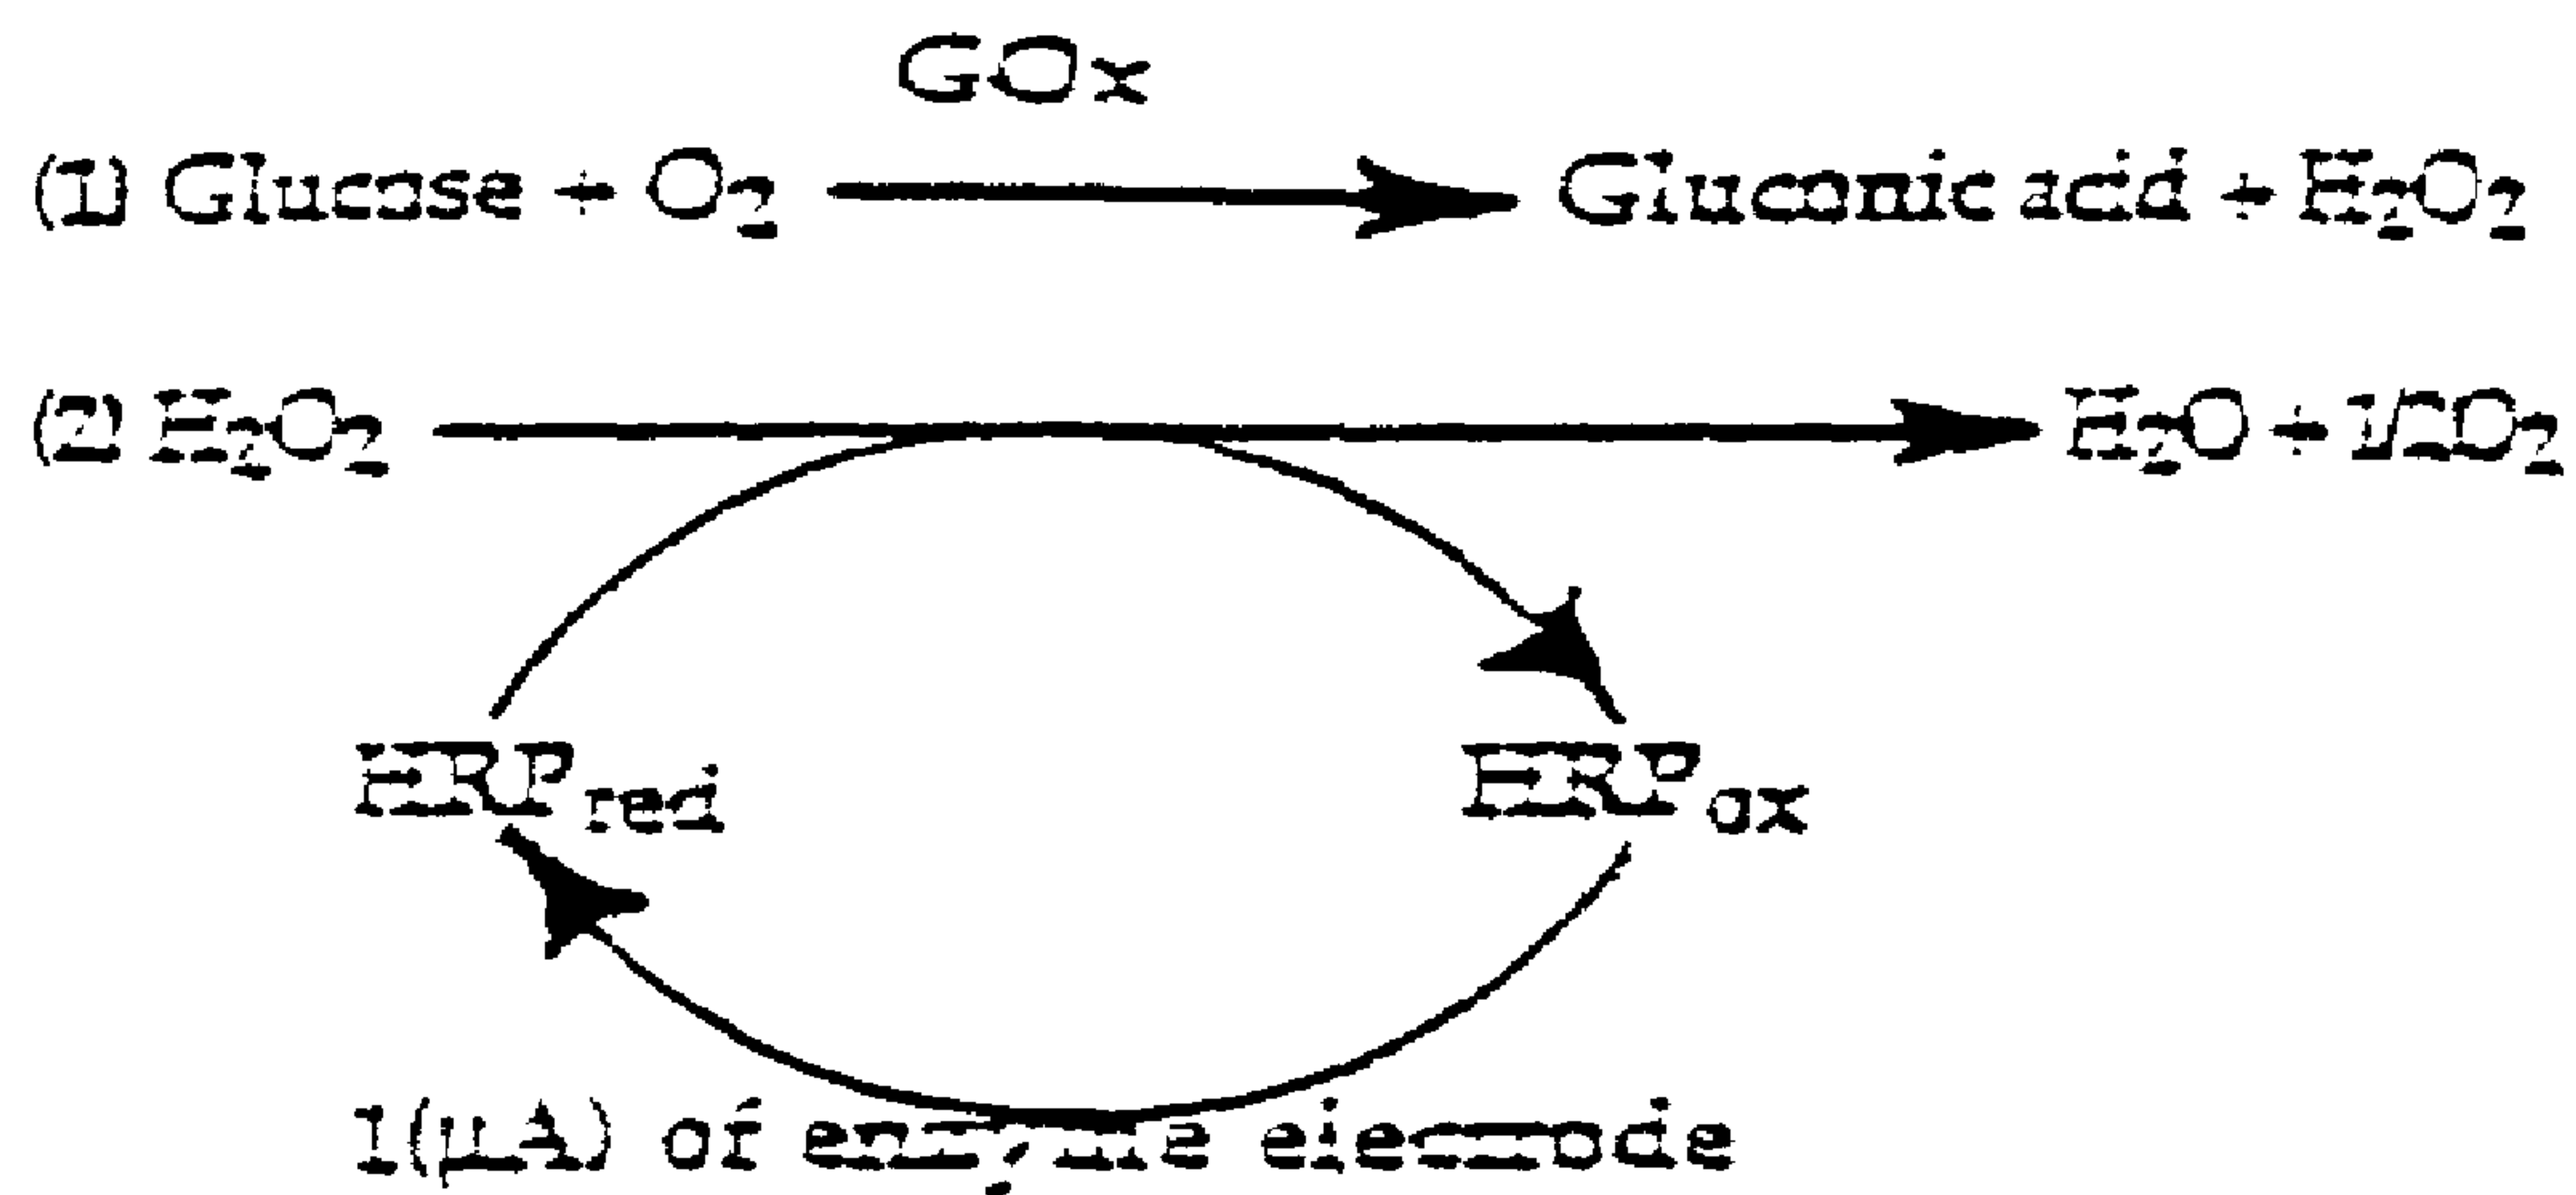 GOx
(1) Glucose + O₂ → Gluconic acid + H₂O₂
(2) H₂O₂ → H₂O + 1/2O₂
HRPred HRPox
I(µA) of enzyme electrode